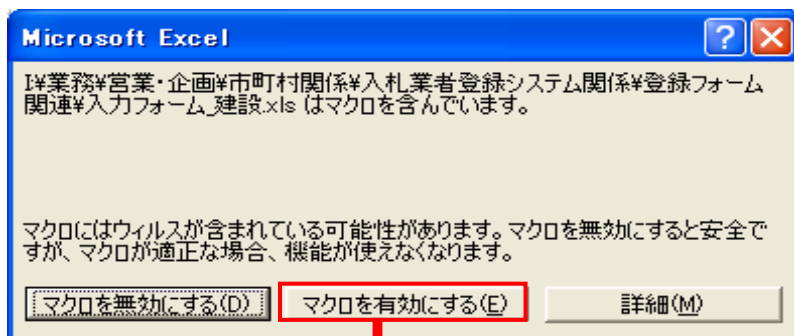 Microsoft Excel
I:¥業務¥営業・企画¥市町村関係¥入札業者登録システム関係¥登録フォーム
関連¥入力フォーム_建設.xls はマクロを含んでいます。
マクロにはウィルスが含まれている可能性があります。マクロを無効にすると安全で
すが、マクロが適正な場合、機能が使えなくなります。
マクロを無効にする(D) マクロを有効にする(E) 詳細(M)